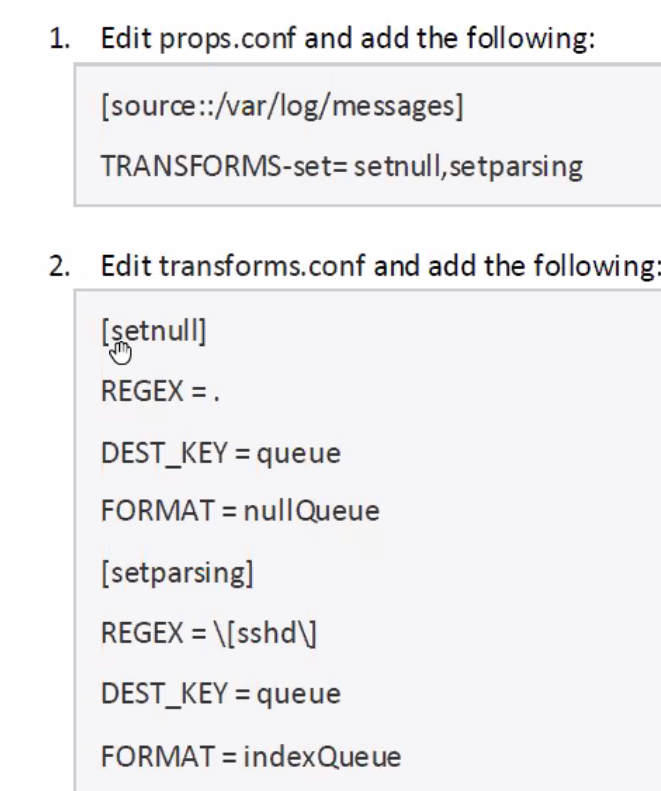 1. Edit props.conf and add the following:
[source::/var/log/messages]
TRANSFORMS-set= setnull,setparsing
2. Edit transforms.conf and add the following:
[setnull]
REGEX = .
DEST_KEY = queue
FORMAT = nullQueue
[setparsing]
REGEX = \[sshd\]
DEST_KEY = queue
FORMAT = indexQueue